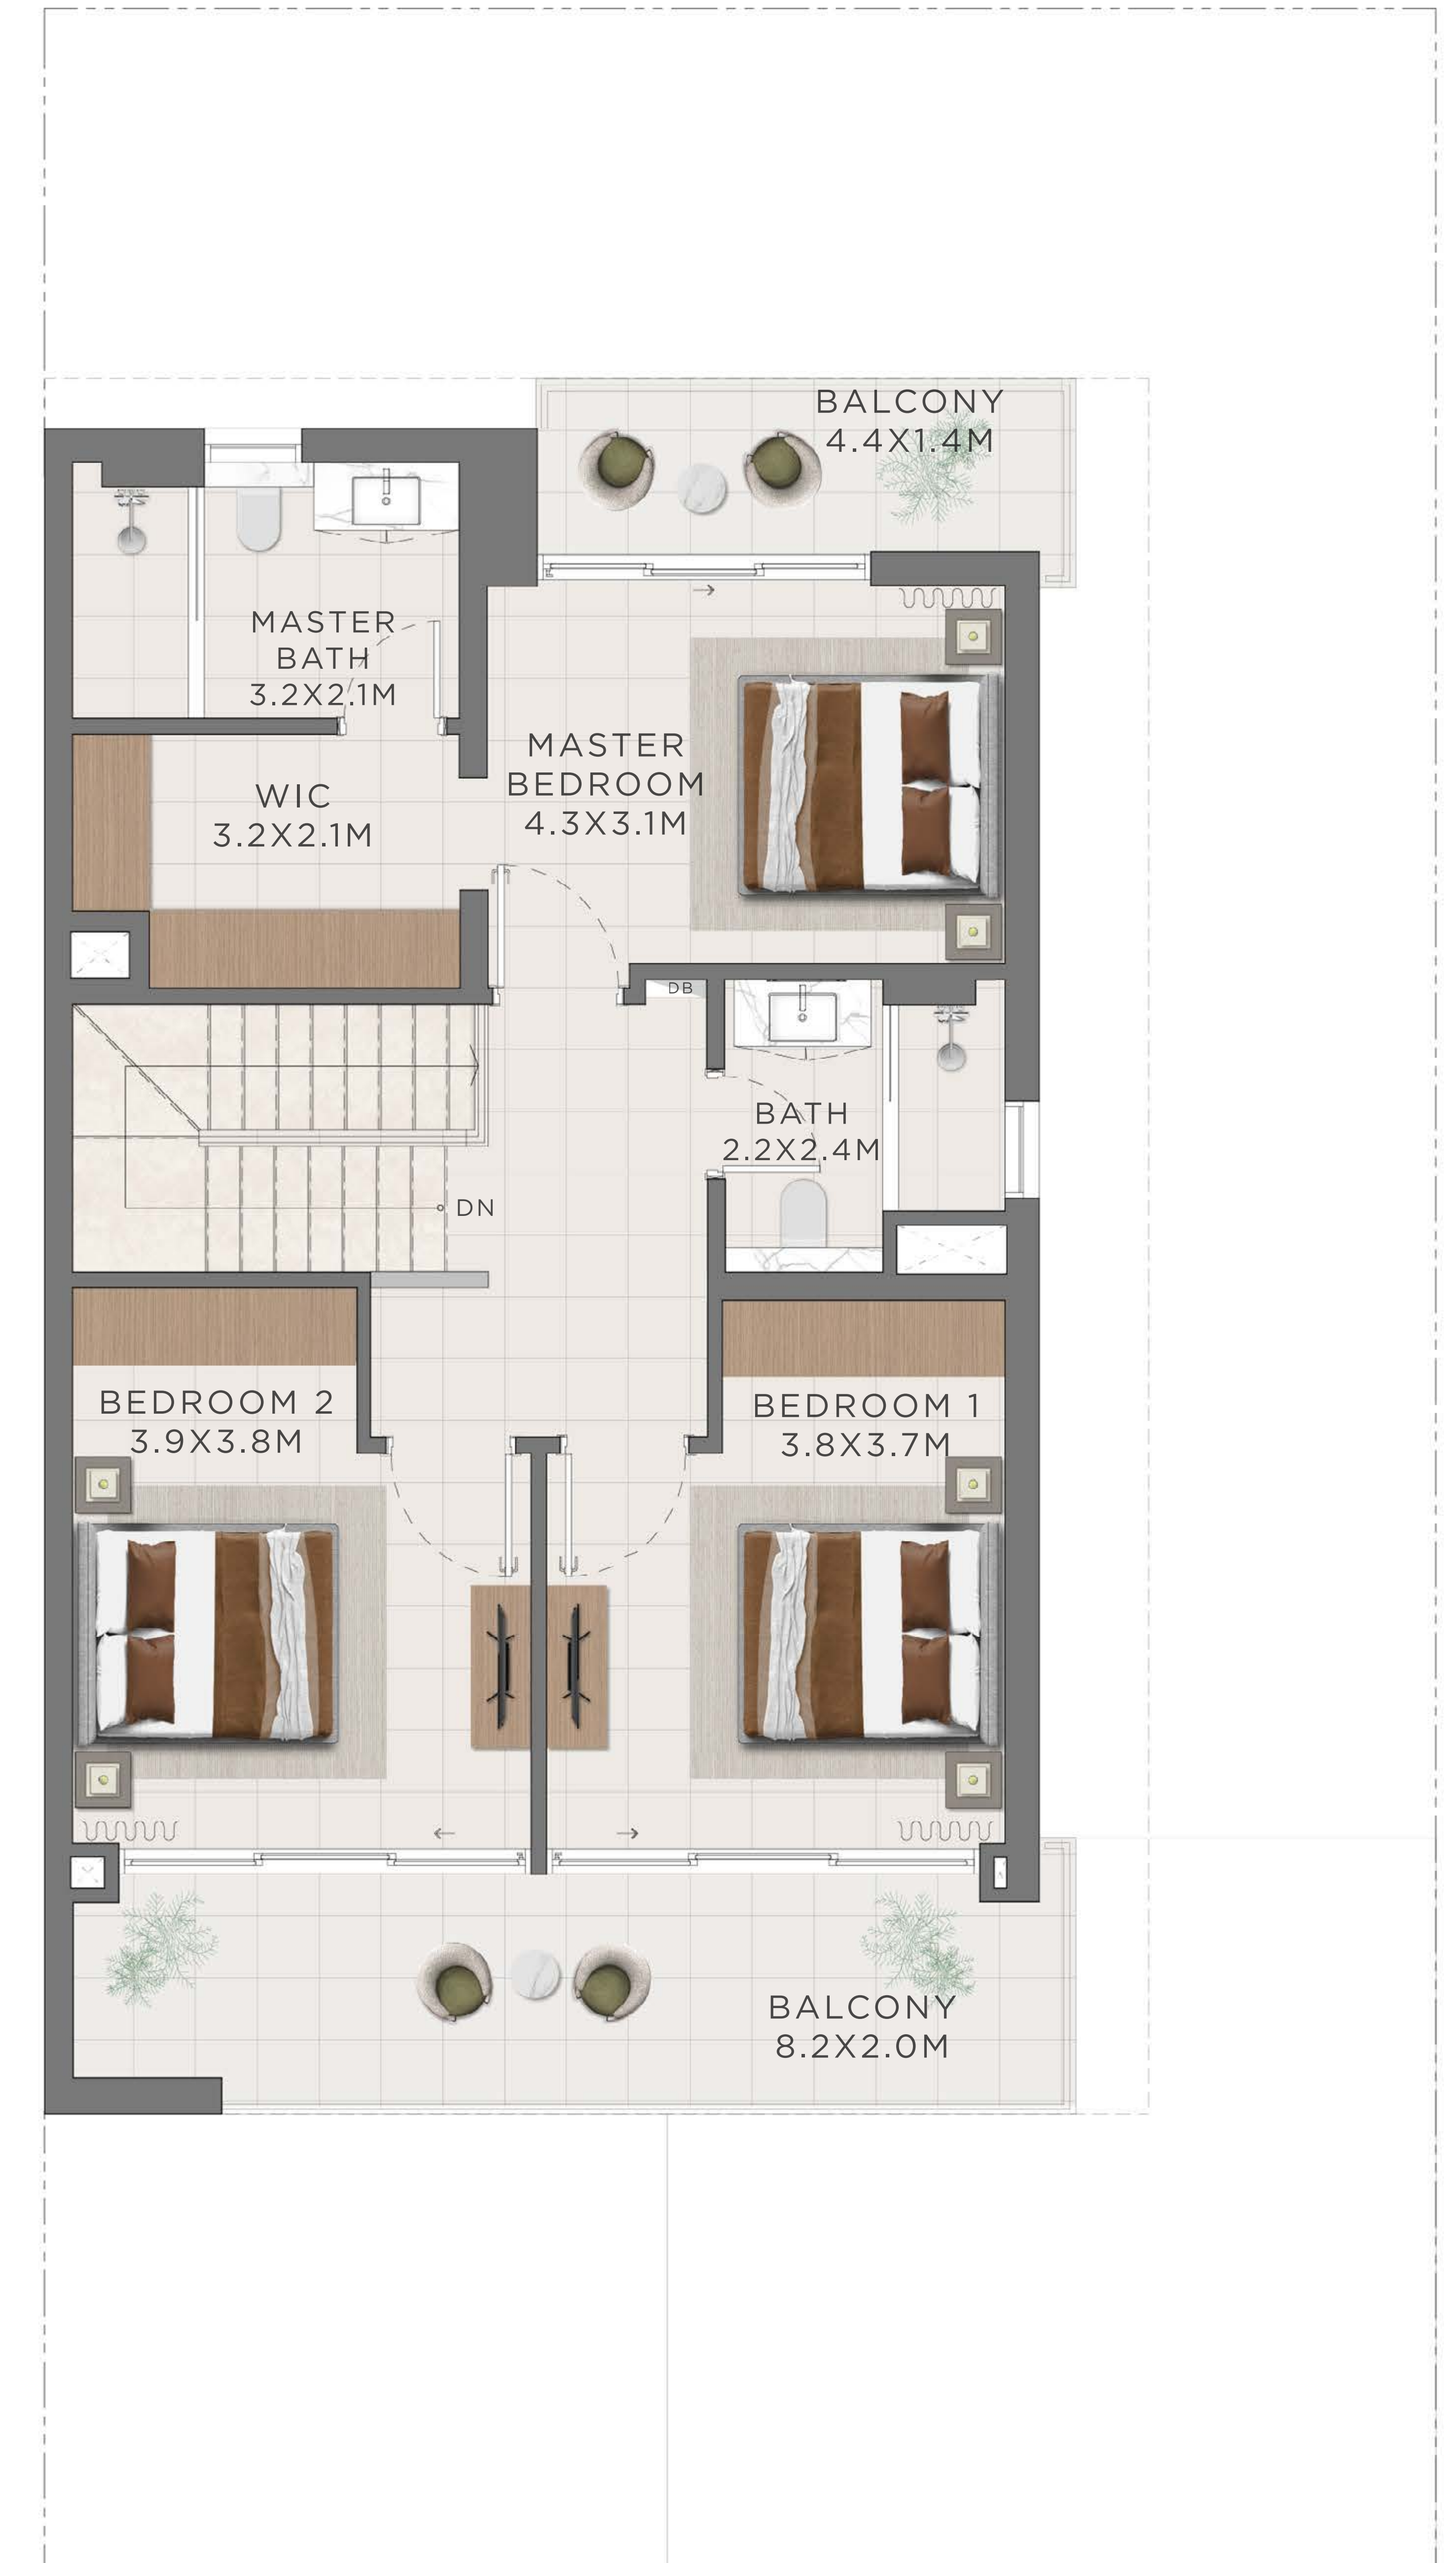 BALCONY
4.4X1.4M
MASTER
BATH
3.2X2.1M
MASTER
BEDROOM
4.3X3.1M
WIC
3.2X2.1M
DB
BATH
2.2X2.4M
DN
BEDROOM 2
3.9X3.8M
BEDROOM 1
3.8X3.7M
BALCONY
8.2X2.0M